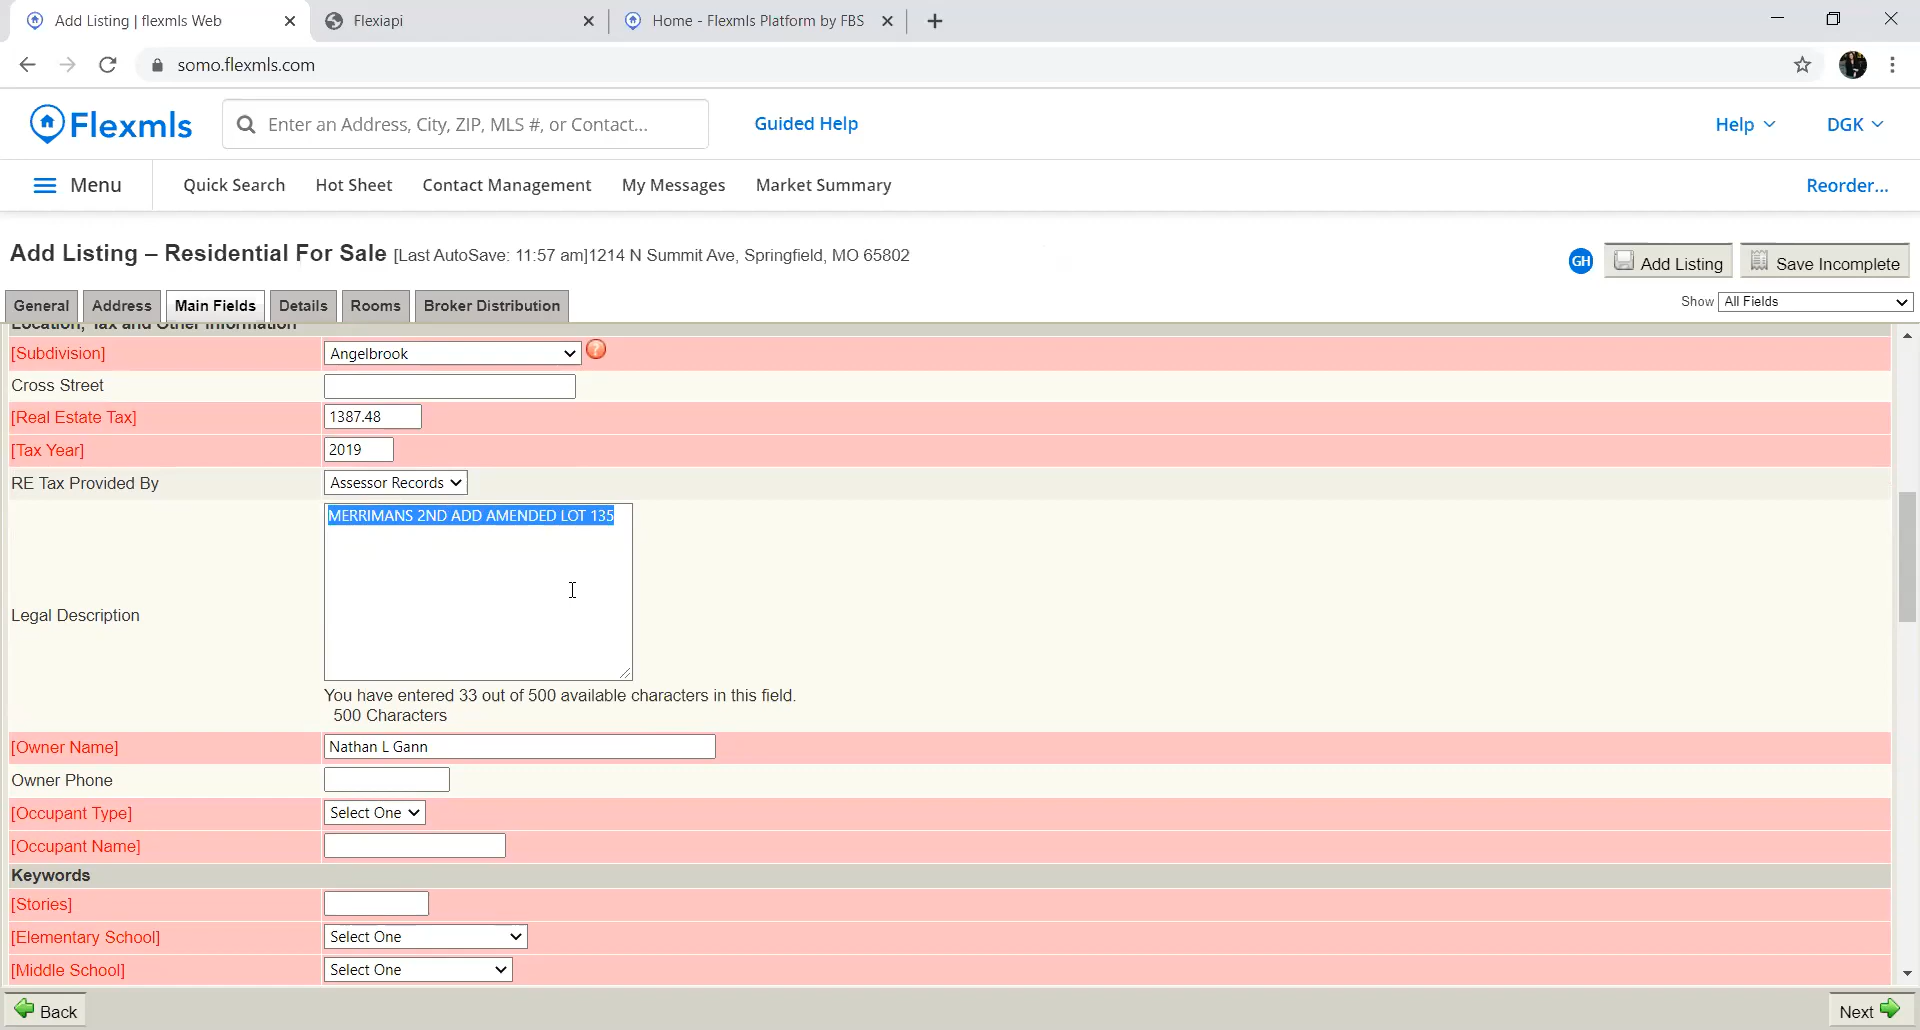 Add Listing | flexmls Web
Flexiapi
Home - Flexmls Platform by FBS
somo.flexmls.com
Flexmls
Enter an Address, City, ZIP, MLS #, or Contact...
Guided Help
Help
DGK
Menu
Quick Search
Hot Sheet
Contact Management
My Messages
Market Summary
Reorder...
Add Listing – Residential For Sale [Last AutoSave: 11:57 am]1214 N Summit Ave, Springfield, MO 65802
GH
Add Listing
Save Incomplete
General
Address
Main Fields
Details
Rooms
Broker Distribution
Show All Fields
Location, Tax and Other Information
[Subdivision] Angelbrook ?
Cross Street
[Real Estate Tax] 1387.48
[Tax Year] 2019
RE Tax Provided By Assessor Records
MERRIMANS 2ND ADD AMENDED LOT 135
Legal Description
You have entered 33 out of 500 available characters in this field.
500 Characters
[Owner Name] Nathan L Gann
Owner Phone
[Occupant Type] Select One
[Occupant Name]
Keywords
[Stories]
[Elementary School] Select One
[Middle School] Select One
Back
Next